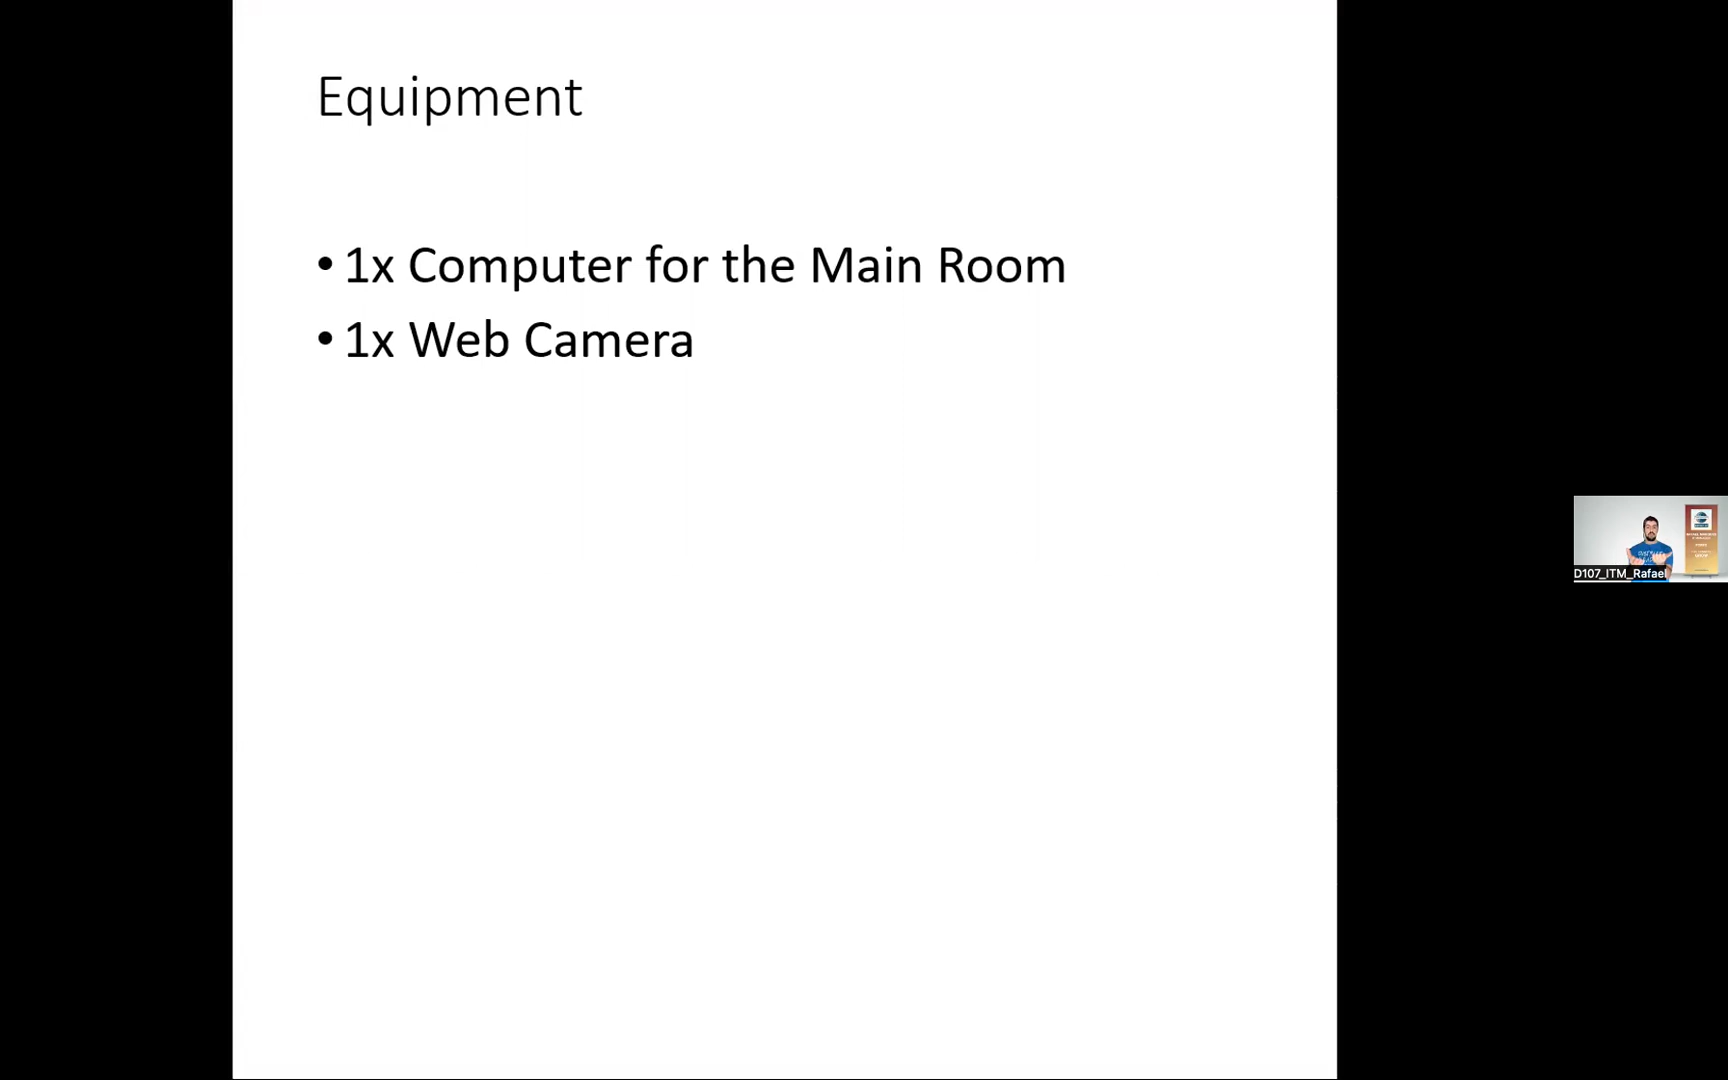 Equipment
• 1x Computer for the Main Room
• 1x Web Camera
D107_ITM_Rafael